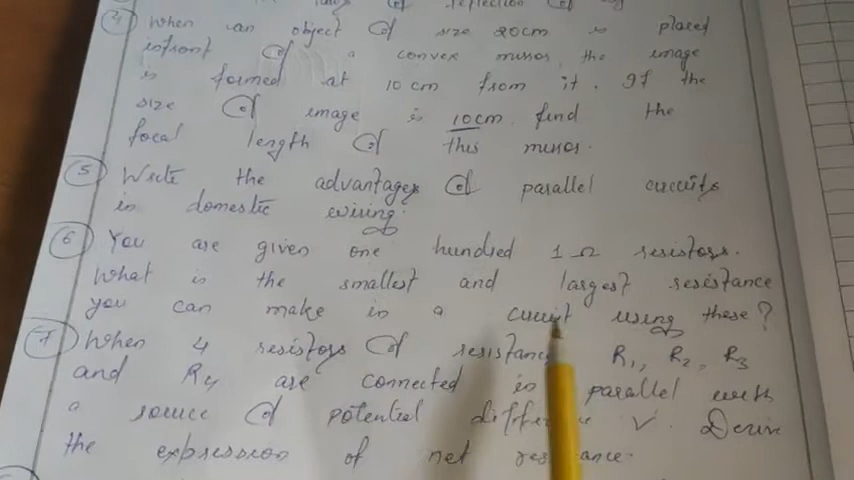 laws of reflection of
4 When an object of size 20cm is placed
infront of a convex mirror, the image
is formed at 10 cm from it. If the
size of image is 10cm find the
focal length of this mirror.
5 Write the advantages of parallel circuits
in domestic wiring.
6 You are given one hundred 1 Ω resistors.
What is the smallest and largest resistance
you can make in a circuit using these?
7 When 4 resistors of resistance R1, R2, R3
and R4 are connected in parallel with
a source of potential difference V. Derive
the expression of net resistance.